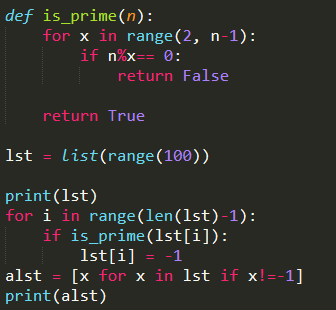 def is_prime(n):
    for x in range(2, n-1):
        if n%x== 0:
            return False

    return True

lst = list(range(100))

print(lst)
for i in range(len(lst)-1):
    if is_prime(lst[i]):
        lst[i] = -1
alst = [x for x in lst if x!=-1]
print(alst)